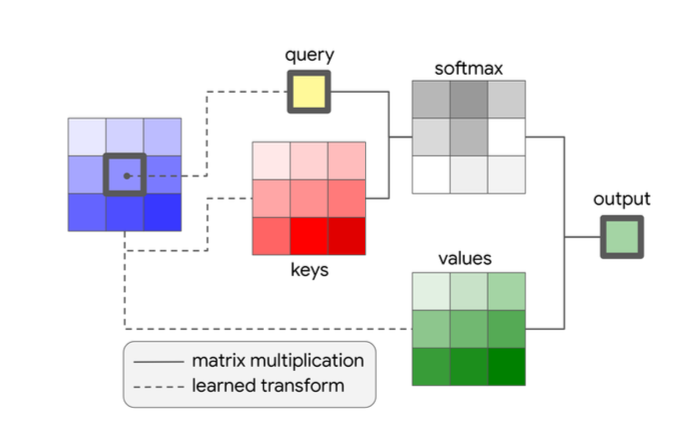 query
softmax
keys
values
output
matrix multiplication
learned transform